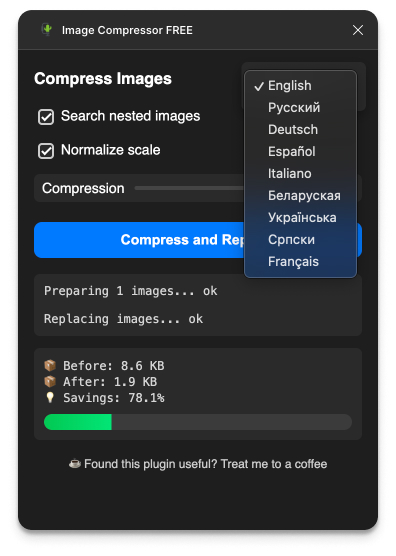 Image Compressor FREE
Compress Images
English
Русский
Deutsch
Español
Italiano
Беларуская
Українська
Српски
Français
Search nested images
Normalize scale
Compression
Compress and Rep
Preparing 1 images... ok
Replacing images... ok
Before: 8.6 KB
After: 1.9 KB
Savings: 78.1%
Found this plugin useful? Treat me to a coffee